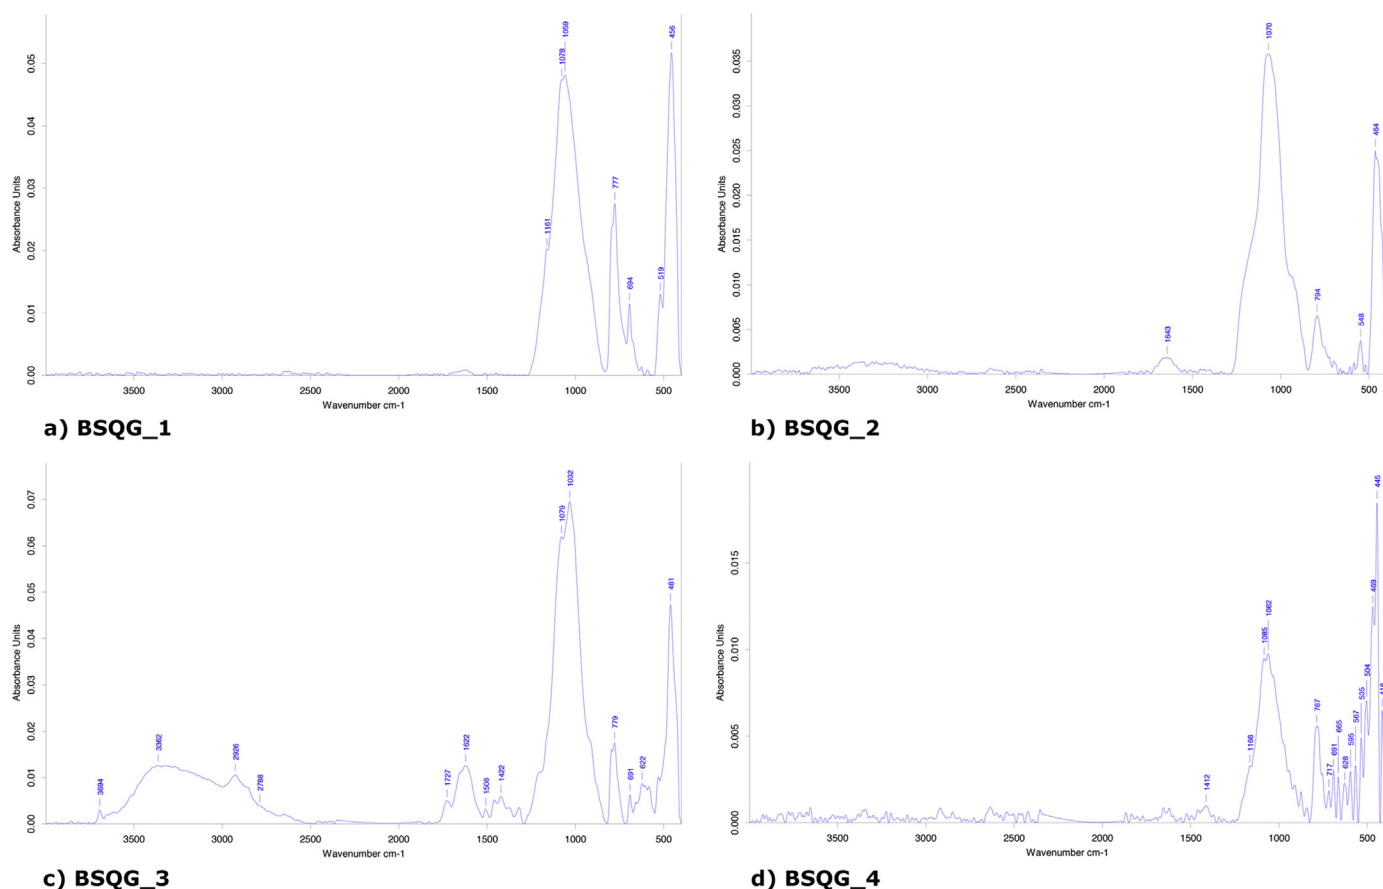 Absorbance Units
0.00 0.01 0.02 0.03 0.04 0.05
1161 1078 1059 777 694 519 456
3500 3000 2500 2000 1500 1000 500
Wavenumber cm-1
a) BSQG_1
Absorbance Units
0.000 0.005 0.010 0.015 0.020 0.025 0.030 0.035
1643 1070 794 548 464
3500 3000 2500 2000 1500 1000 500
Wavenumber cm-1
b) BSQG_2
Absorbance Units
0.00 0.01 0.02 0.03 0.04 0.05 0.06 0.07
3694 3362 2926 2788 1727 1622 1508 1422 1079 1032 779 691 622 461
3500 3000 2500 2000 1500 1000 500
Wavenumber cm-1
c) BSQG_3
Absorbance Units
0.000 0.005 0.010 0.015
1412 1166 1085 1062 787 717 691 665 628 595 567 535 504 469 445
3500 3000 2500 2000 1500 1000 500
Wavenumber cm-1
d) BSQG_4